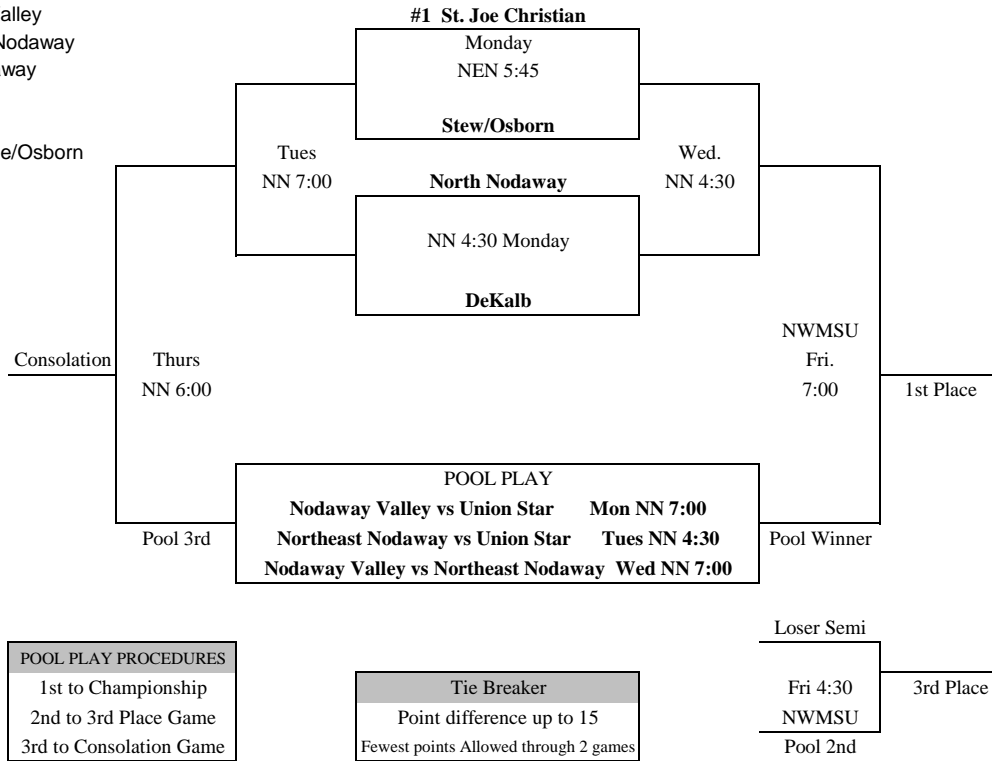 alley
Nodaway
way
e/Osborn
#1 St. Joe Christian
Monday
NEN 5:45
Stew/Osborn
Tues
NN 7:00
North Nodaway
Wed.
NN 4:30
NN 4:30 Monday
DeKalb
NWMSU
Fri.
7:00
Consolation
Thurs
NN 6:00
1st Place
POOL PLAY
Nodaway Valley vs Union Star Mon NN 7:00
Northeast Nodaway vs Union Star Tues NN 4:30
Nodaway Valley vs Northeast Nodaway Wed NN 7:00
Pool 3rd
Pool Winner
POOL PLAY PROCEDURES
1st to Championship
2nd to 3rd Place Game
3rd to Consolation Game
Tie Breaker
Point difference up to 15
Fewest points Allowed through 2 games
Loser Semi
Fri 4:30
NWMSU
Pool 2nd
3rd Place